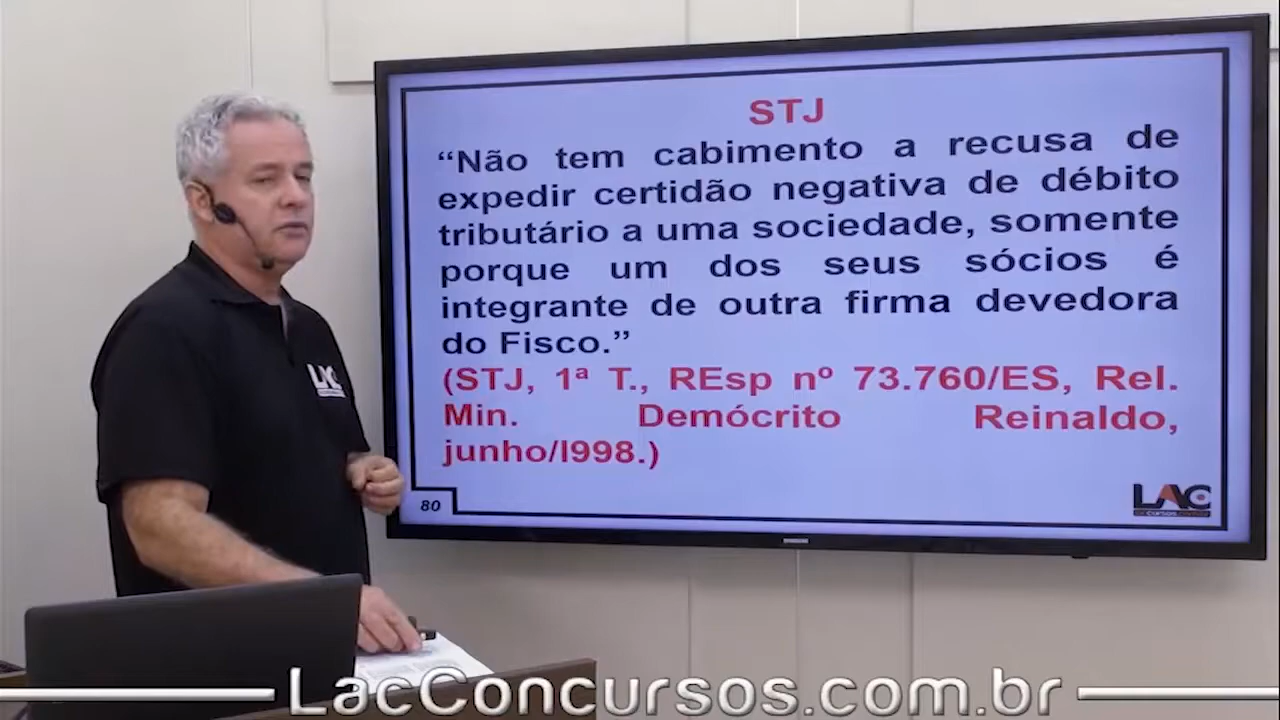 STJ
“Não tem cabimento a recusa de
expedir certidão negativa de débito
tributário a uma sociedade, somente
porque um dos seus sócios é
integrante de outra firma devedora
do Fisco.”
(STJ, 1ª T., REsp nº 73.760/ES, Rel.
Min. Demócrito Reinaldo,
junho/l998.)
80
LAC
LAC
LacConcursos.com.br